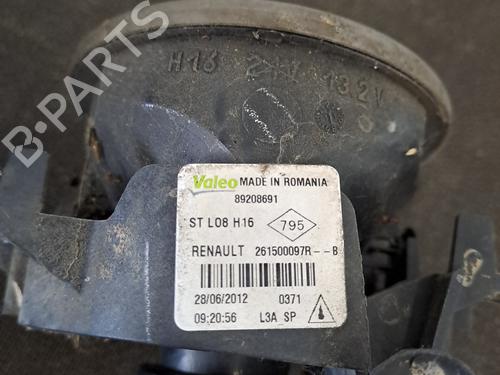 B-PARTS
H16 21W 13.2V
Valeo MADE IN ROMANIA
89208691
ST L08 H16 795
RENAULT 261500097R--B
28/06/2012 0371
09:20:56 L3A SP